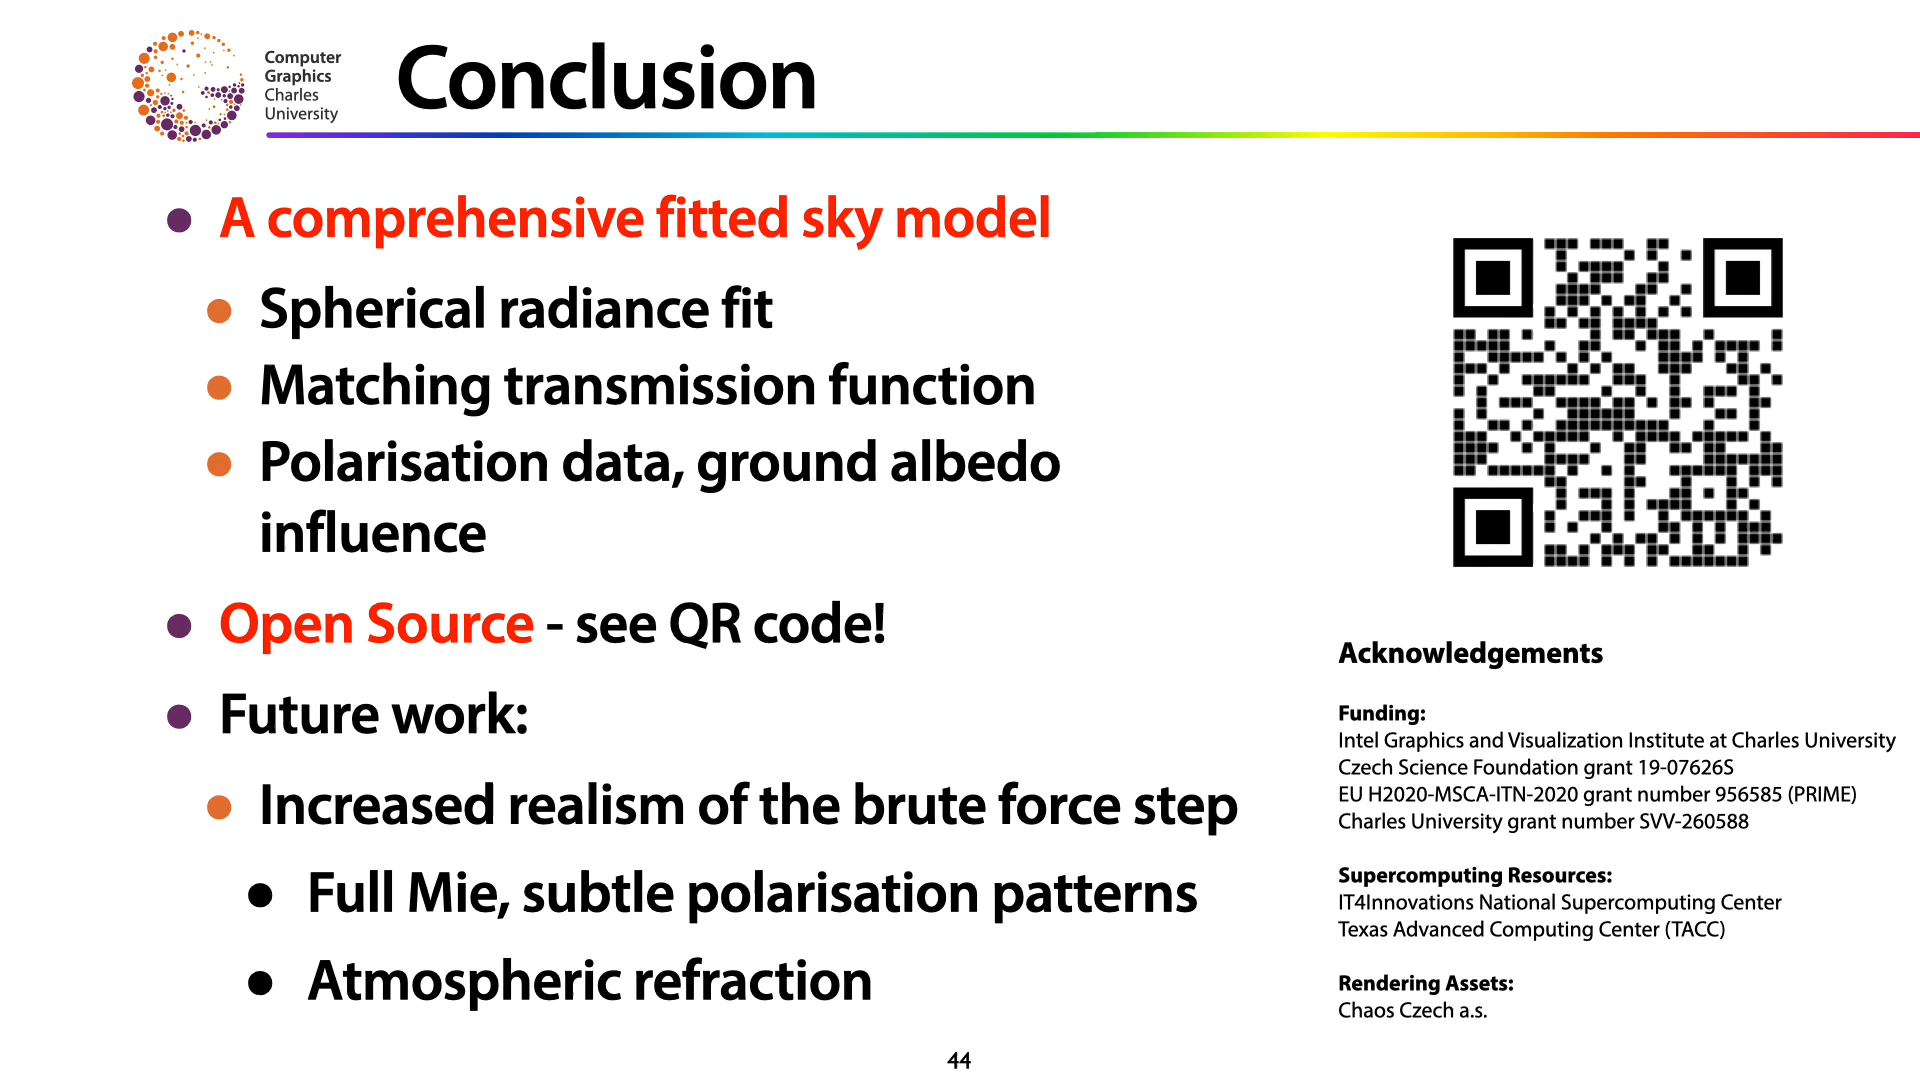 Computer
Graphics
Charles
University
Conclusion
A comprehensive fitted sky model
Spherical radiance fit
Matching transmission function
Polarisation data, ground albedo
influence
Open Source - see QR code!
Future work:
Increased realism of the brute force step
Full Mie, subtle polarisation patterns
Atmospheric refraction
Acknowledgements
Funding:
Intel Graphics and Visualization Institute at Charles University
Czech Science Foundation grant 19-07626S
EU H2020-MSCA-ITN-2020 grant number 956585 (PRIME)
Charles University grant number SVV-260588
Supercomputing Resources:
IT4Innovations National Supercomputing Center
Texas Advanced Computing Center (TACC)
Rendering Assets:
Chaos Czech a.s.
44